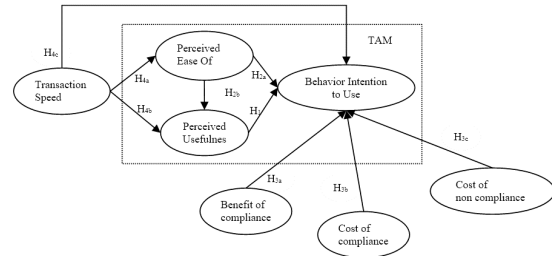 H4c
TAM
Perceived
Ease Of
H4a
H2a
Transaction
Speed
Behavior Intention
to Use
H2b
H4b
Perceived
Usefulnes
H3c
H3a
H3b
Benefit of
compliance
Cost of
non compliance
Cost of
compliance